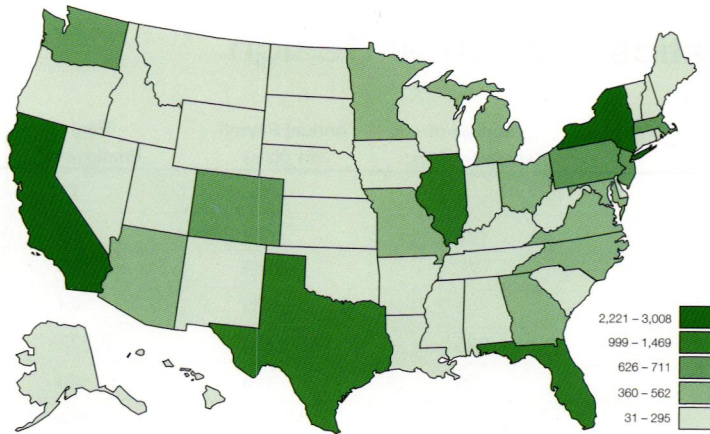 2,221 – 3,008
999 – 1,469
626 – 711
360 – 562
31 – 295